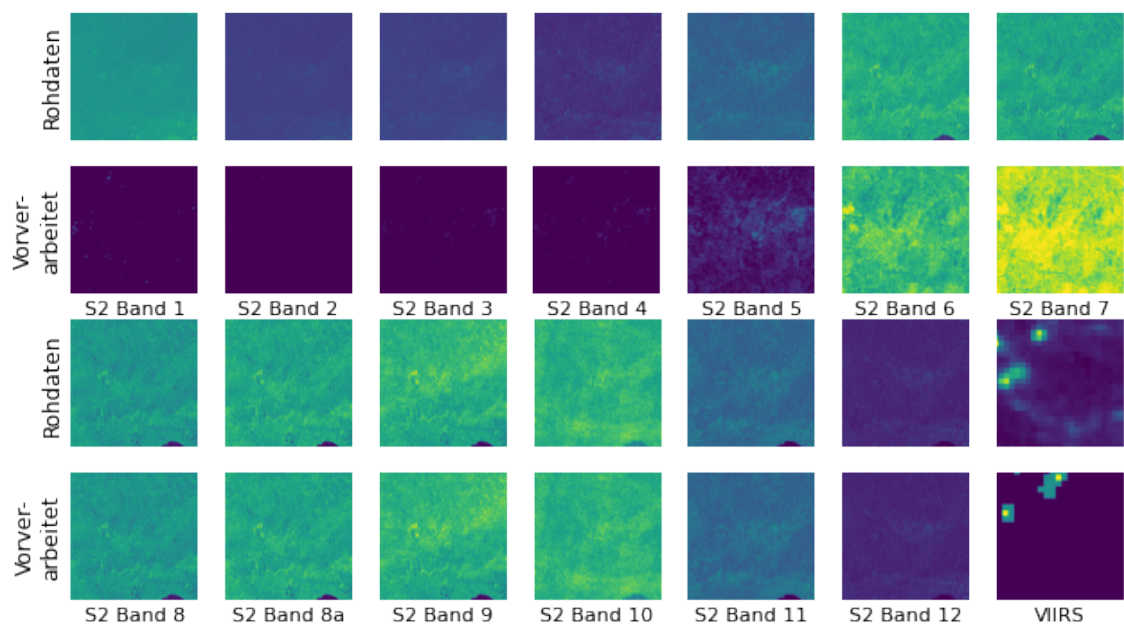 Rohdaten
Vorver-
arbeitet
S2 Band 1 S2 Band 2 S2 Band 3 S2 Band 4 S2 Band 5 S2 Band 6 S2 Band 7
Rohdaten
Vorver-
arbeitet
S2 Band 8 S2 Band 8a S2 Band 9 S2 Band 10 S2 Band 11 S2 Band 12 VIIRS